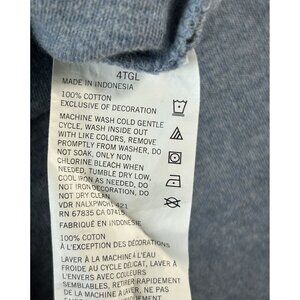 4TGL
MADE IN INDONESIA
100% COTTON
EXCLUSIVE OF DECORATION
MACHINE WASH COLD GENTLE
CYCLE, WASH INSIDE OUT
WITH LIKE COLORS, REMOVE
PROMPTLY FROM WASHER, DO
NOT SOAK, ONLY NON
CHLORINE BLEACH WHEN
NEEDED, TUMBLE DRY LOW,
COOL IRON AS NEEDED, DO
NOT IRON DECORATION, DO
NOT DRY CLEAN
VDR NALXPWCHL 421
RN 67835 CA 07415
FABRIQUÉ EN INDONESIE
100% COTON
À L'EXCEPTION DES DÉCORATIONS
LAVER À LA MACHINE À L'EAU
FROIDE AU CYCLE DÉLICAT, LAVER À
L'ENVERS AVEC COULEURS
SEMBLABLES, RETIRER RAPIDEMENT
DE LA MACHINE, NE PAS